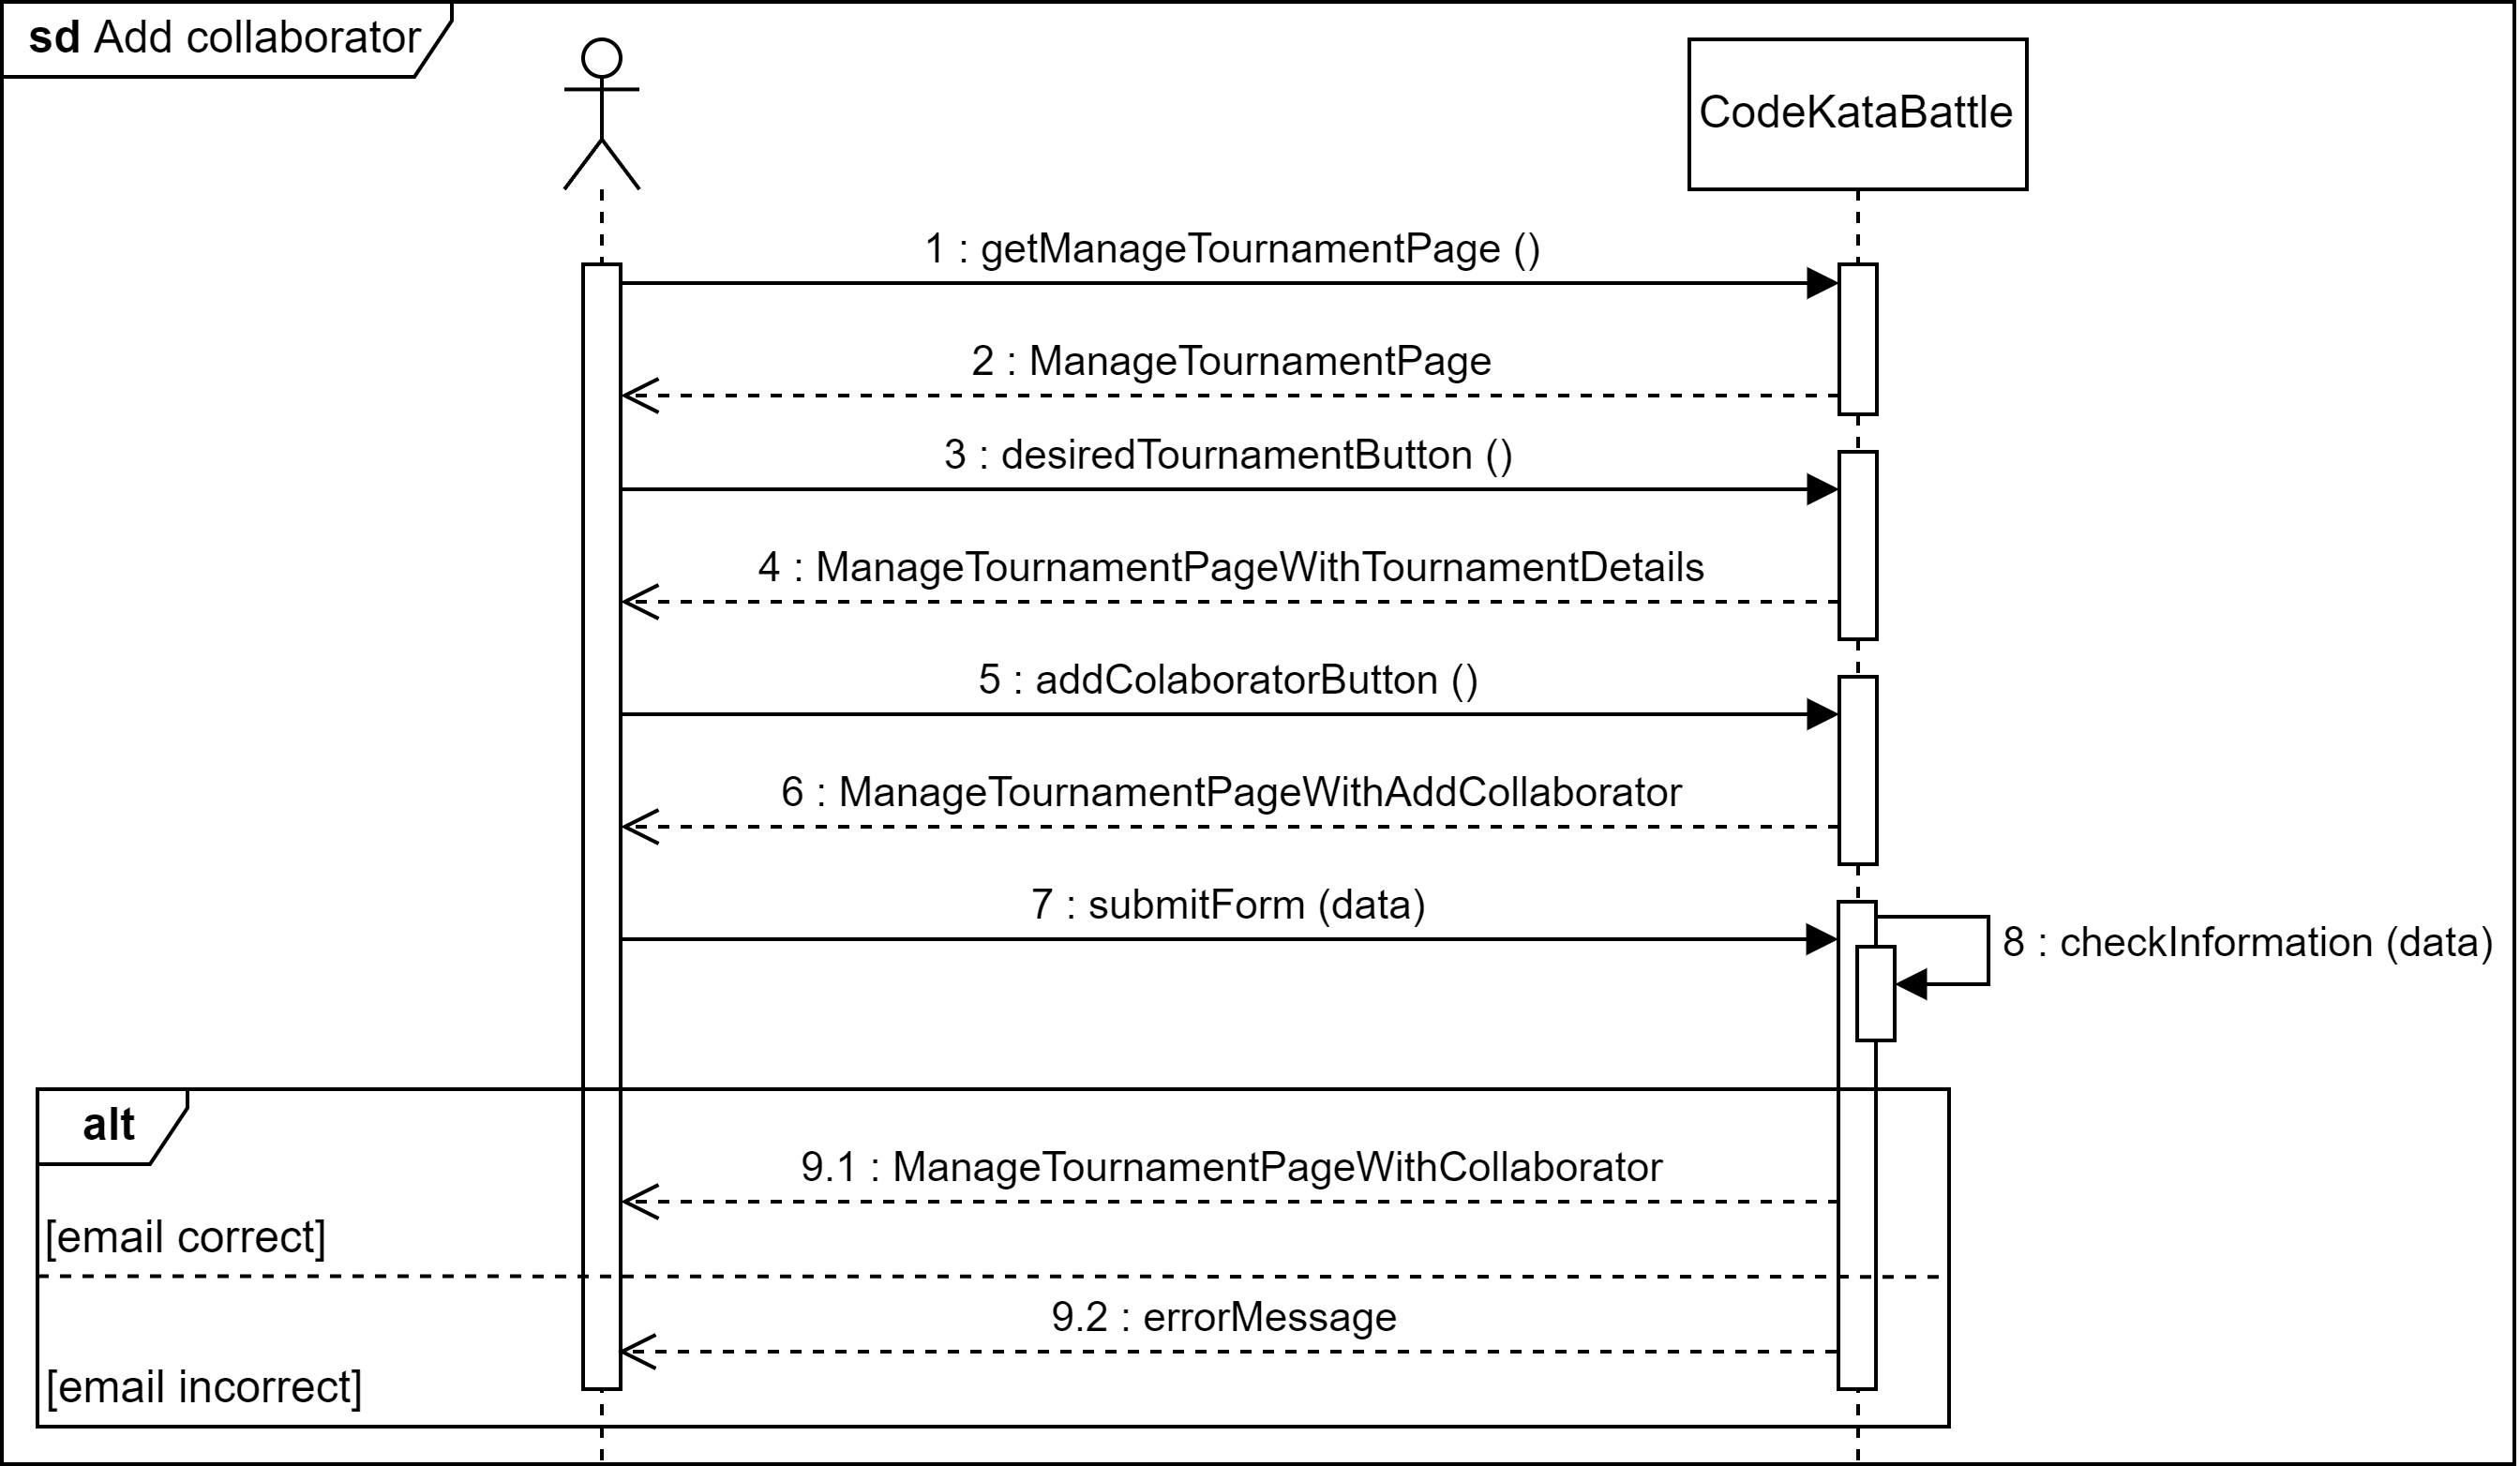 sd Add collaborator
CodeKataBattle
1 : getManageTournamentPage ()
2 : ManageTournamentPage
3 : desiredTournamentButton ()
4 : ManageTournamentPageWithTournamentDetails
5 : addColaboratorButton ()
6 : ManageTournamentPageWithAddCollaborator
7 : submitForm (data)
8 : checkInformation (data)
alt
9.1 : ManageTournamentPageWithCollaborator
[email correct]
9.2 : errorMessage
[email incorrect]